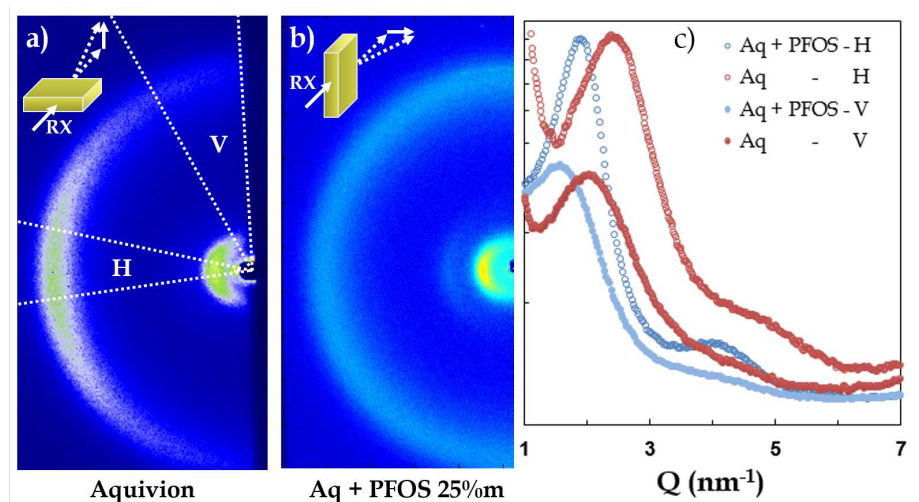 a)
RX
V
H
Aquivion
b)
RX
Aq + PFOS 25%m
c)
Aq + PFOS - H
Aq - H
Aq + PFOS - V
Aq - V
1 3 5 7
Q (nm⁻¹)